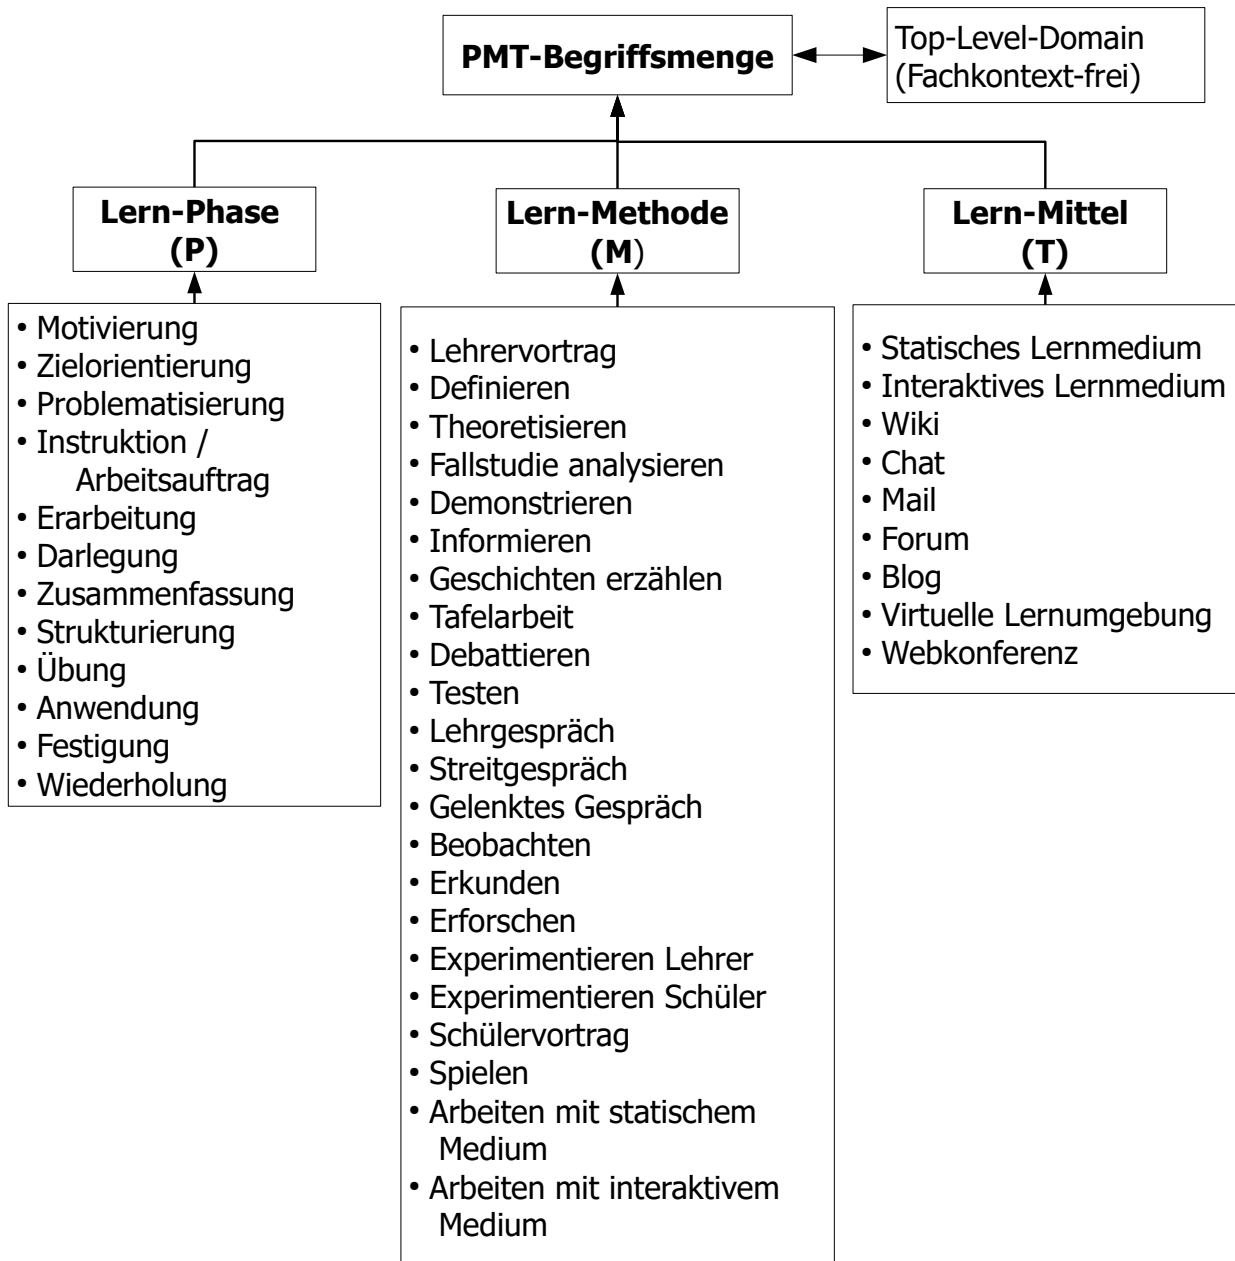 PMT-Begriffsmenge
Top-Level-Domain
(Fachkontext-frei)
Lern-Phase
(P)
Lern-Methode
(M)
Lern-Mittel
(T)
• Motivierung
• Zielorientierung
• Problematisierung
• Instruktion /
Arbeitsauftrag
• Erarbeitung
• Darlegung
• Zusammenfassung
• Strukturierung
• Übung
• Anwendung
• Festigung
• Wiederholung
• Lehrervortrag
• Definieren
• Theoretisieren
• Fallstudie analysieren
• Demonstrieren
• Informieren
• Geschichten erzählen
• Tafelarbeit
• Debattieren
• Testen
• Lehrgespräch
• Streitgespräch
• Gelenktes Gespräch
• Beobachten
• Erkunden
• Erforschen
• Experimentieren Lehrer
• Experimentieren Schüler
• Schülervortrag
• Spielen
• Arbeiten mit statischem
Medium
• Arbeiten mit interaktivem
Medium
• Statisches Lernmedium
• Interaktives Lernmedium
• Wiki
• Chat
• Mail
• Forum
• Blog
• Virtuelle Lernumgebung
• Webkonferenz